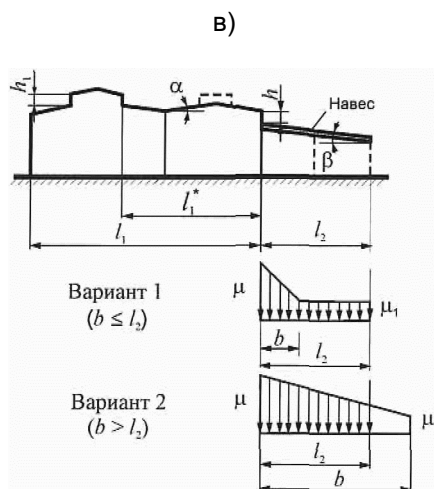 в)
h₁
α
h
Навес
β
l₁*
l₁
l₂
Вариант 1
(b ≤ l₂)
μ
μ₁
b
l₂
Вариант 2
(b > l₂)
μ
μ
l₂
b